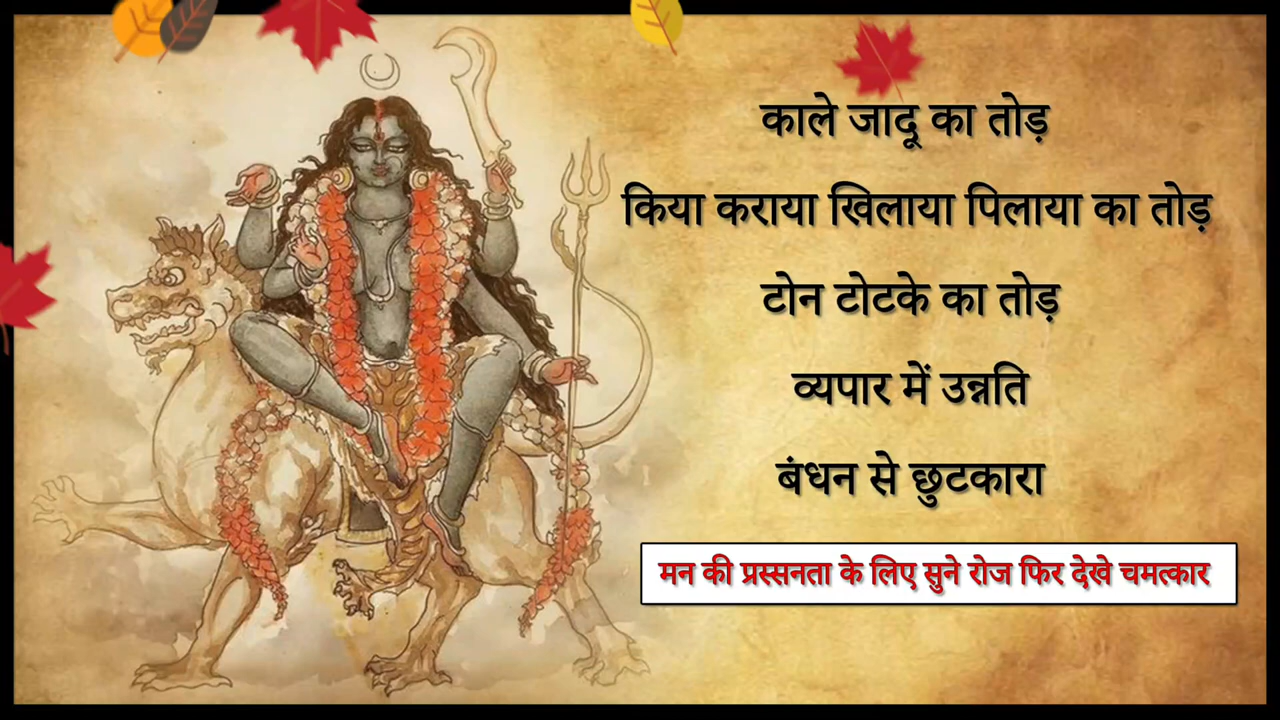 काले जादू का तोड़
किया कराया खिलाया पिलाया का तोड़
टोन टोटके का तोड़
व्यपार में उन्नति
बंधन से छुटकारा
मन की प्रस्सनता के लिए सुने रोज फिर देखे चमत्कार